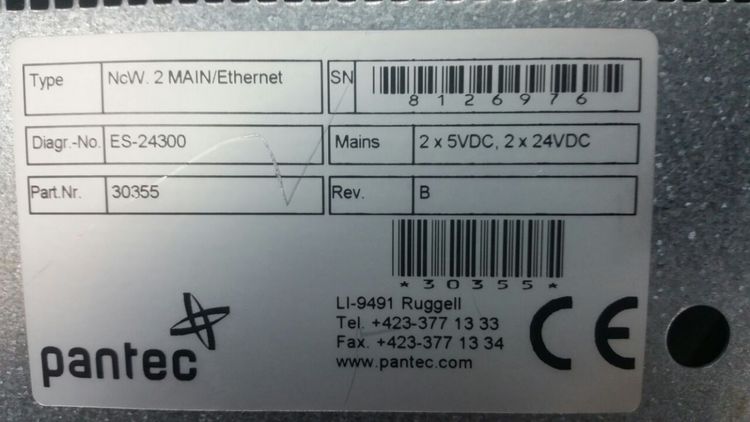 Type NcW. 2 MAIN/Ethernet SN 8126976
Diagr.-No. ES-24300 Mains 2 x 5VDC, 2 x 24VDC
Part.Nr. 30355 Rev. B
*30355*
LI-9491 Ruggell
Tel. +423-377 13 33
Fax. +423-377 13 34
www.pantec.com
pantec
CE